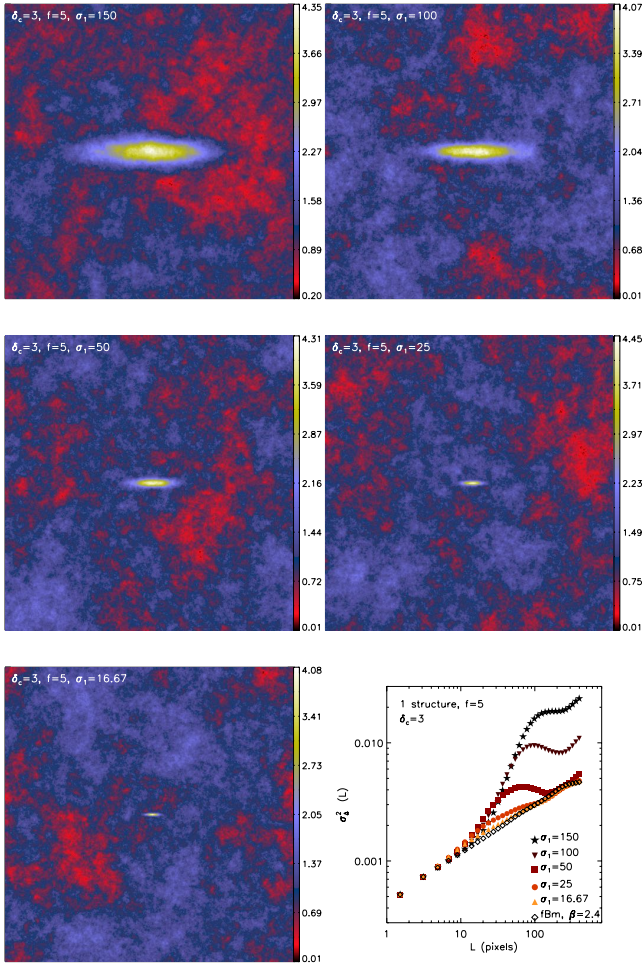 δc=3, f=5, σ1=150
4.35
3.66
2.97
2.27
1.58
0.89
0.20
δc=3, f=5, σ1=100
4.07
3.39
2.71
2.04
1.36
0.68
0.01
δc=3, f=5, σ1=50
4.31
3.59
2.87
2.16
1.44
0.72
0.01
δc=3, f=5, σ1=25
4.45
3.71
2.97
2.23
1.49
0.75
0.01
δc=3, f=5, σ1=16.67
4.08
3.41
2.73
2.05
1.37
0.69
0.01
1 structure, f=5
δc=3
0.010
0.001
σδ² (L)
σ1=150
σ1=100
σ1=50
σ1=25
σ1=16.67
fBm, β=2.4
1 10 100
L (pixels)